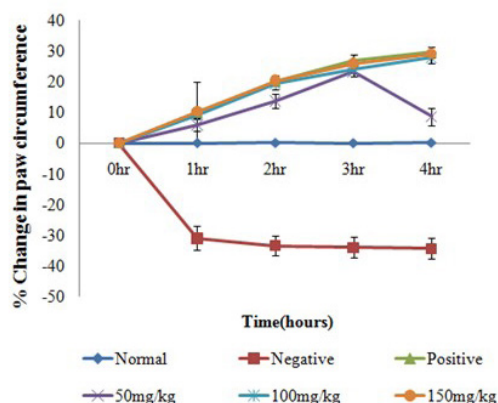 % Change in paw circumference
40
30
20
10
0
-10
-20
-30
-40
-50
0hr 1hr 2hr 3hr 4hr
Time(hours)
Normal Negative Positive
50mg/kg 100mg/kg 150mg/kg